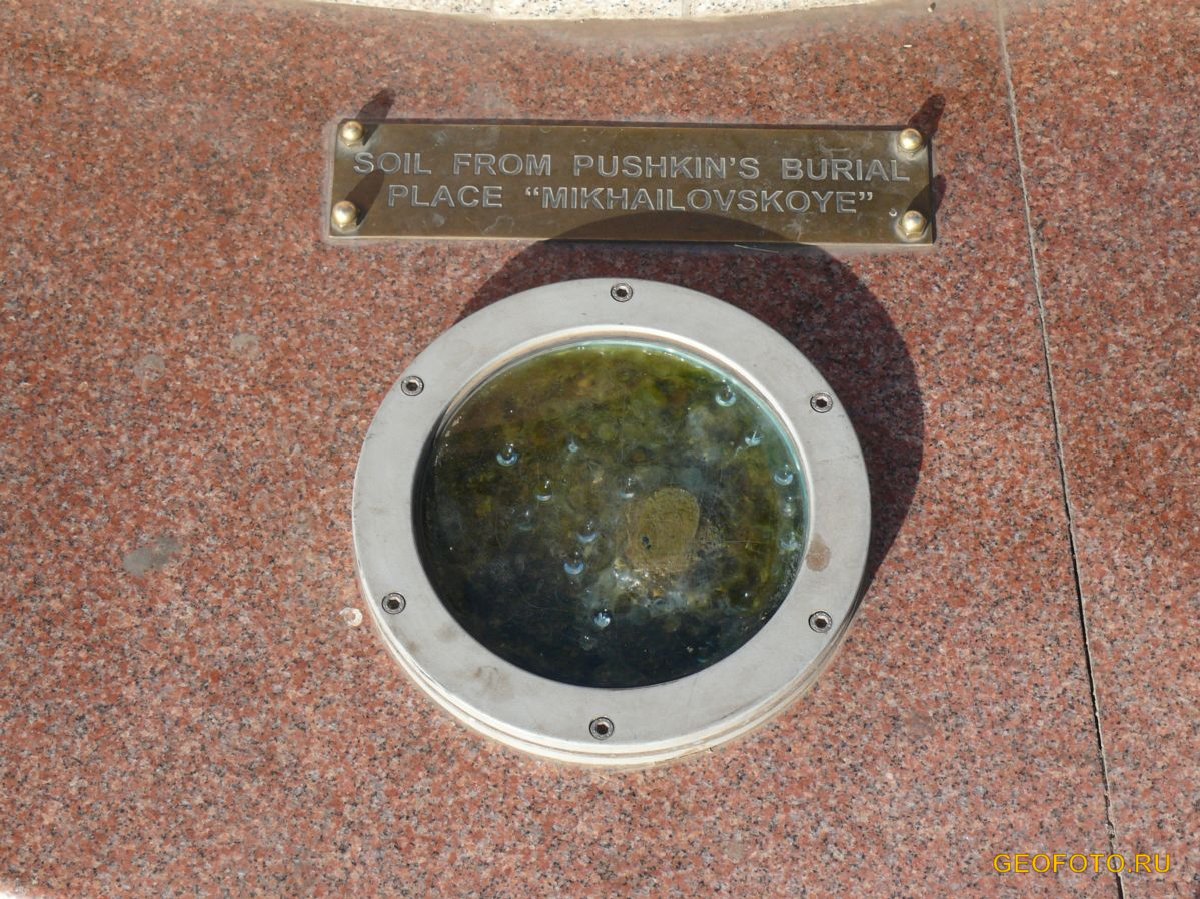 SOIL FROM PUSHKIN’S BURIAL
PLACE “MIKHAILOVSKOYE”
GEOFOTO.RU